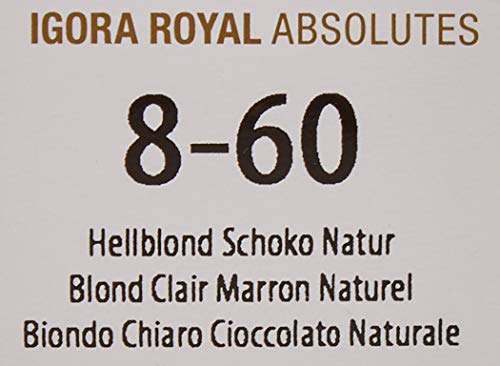 IGORA ROYAL ABSOLUTES
8-60
Hellblond Schoko Natur
Blond Clair Marron Naturel
Biondo Chiaro Cioccolato Naturale